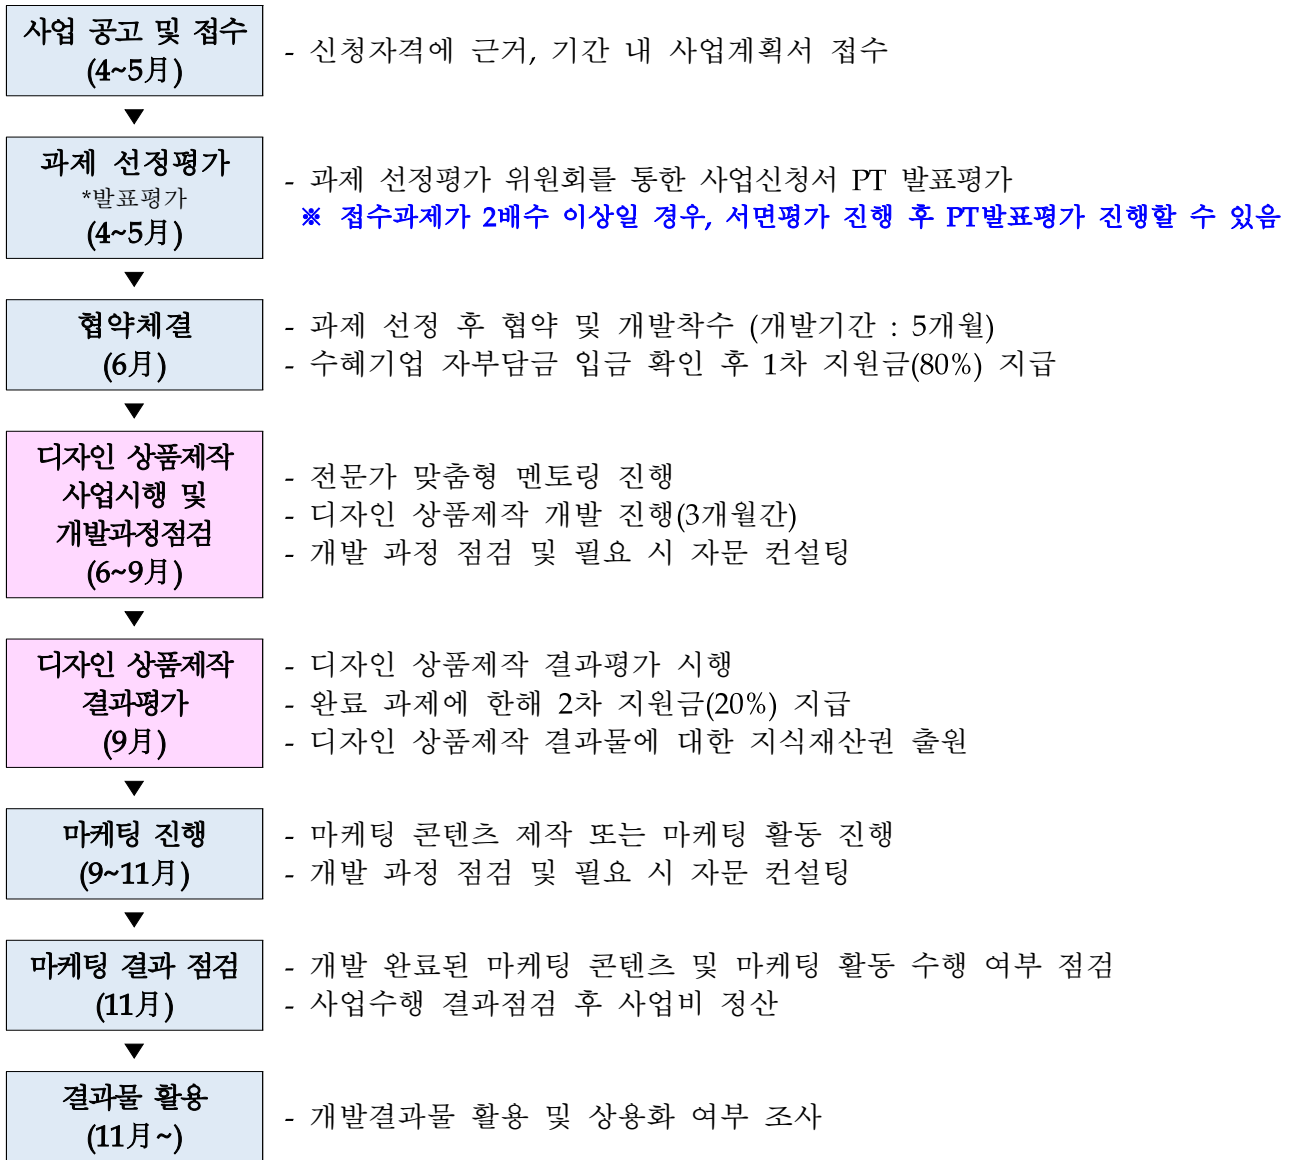 사업 공고 및 접수
(4~5月)
- 신청자격에 근거, 기간 내 사업계획서 접수
▼
과제 선정평가
*발표평가
(4~5月)
- 과제 선정평가 위원회를 통한 사업신청서 PT 발표평가
※ 접수과제가 2배수 이상일 경우, 서면평가 진행 후 PT발표평가 진행할 수 있음
▼
협약체결
(6月)
- 과제 선정 후 협약 및 개발착수 (개발기간 : 5개월)
- 수혜기업 자부담금 입금 확인 후 1차 지원금(80%) 지급
▼
디자인 상품제작
사업시행 및
개발과정점검
(6~9月)
- 전문가 맞춤형 멘토링 진행
- 디자인 상품제작 개발 진행(3개월간)
- 개발 과정 점검 및 필요 시 자문 컨설팅
▼
디자인 상품제작
결과평가
(9月)
- 디자인 상품제작 결과평가 시행
- 완료 과제에 한해 2차 지원금(20%) 지급
- 디자인 상품제작 결과물에 대한 지식재산권 출원
▼
마케팅 진행
(9~11月)
- 마케팅 콘텐츠 제작 또는 마케팅 활동 진행
- 개발 과정 점검 및 필요 시 자문 컨설팅
▼
마케팅 결과 점검
(11月)
- 개발 완료된 마케팅 콘텐츠 및 마케팅 활동 수행 여부 점검
- 사업수행 결과점검 후 사업비 정산
▼
결과물 활용
(11月~)
- 개발결과물 활용 및 상용화 여부 조사